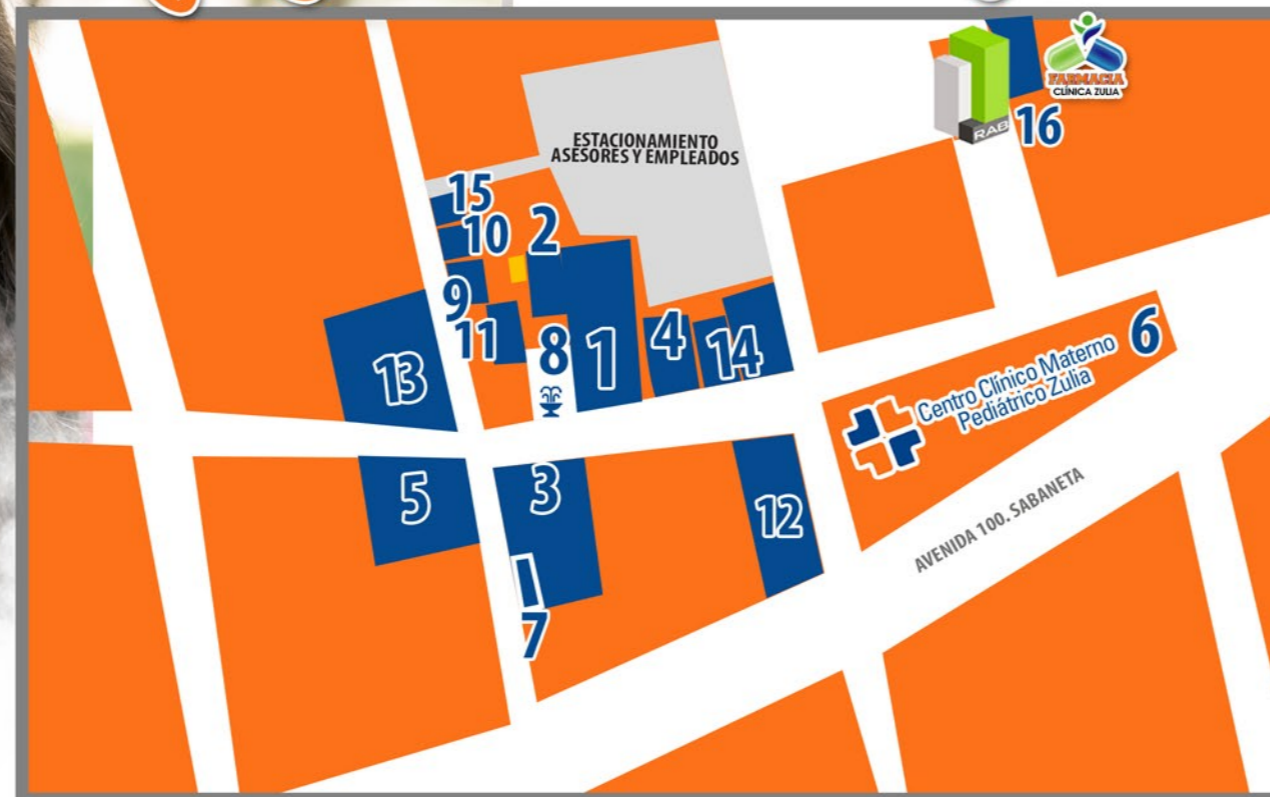 FARMACIA
CLÍNICA ZULIA
RAB
16
ESTACIONAMIENTO
ASESORES Y EMPLEADOS
15
10
2
9
11
8
1
4
14
13
6
Centro Clínico Materno
Pediátrico Zulia
5
3
12
AVENIDA 100. SABANETA
7